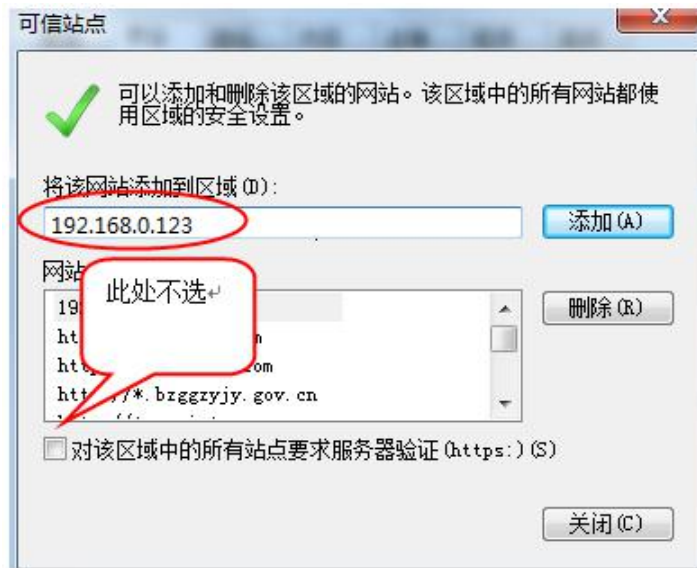 可信站点
可以添加和删除该区域的网站。该区域中的所有网站都使
用区域的安全设置。
将该网站添加到区域(D):
192.168.0.123
添加(A)
网站
此处不选
删除(R)
*.bzggzyjy.gov.cn
对该区域中的所有站点要求服务器验证(https:)(S)
关闭(C)